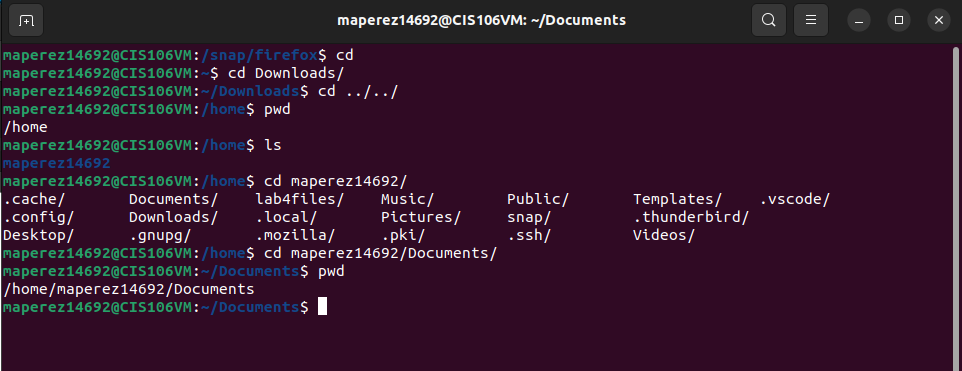 maperez14692@CIS106VM: ~/Documents
maperez14692@CIS106VM:/snap/firefox$ cd
maperez14692@CIS106VM:~$ cd Downloads/
maperez14692@CIS106VM:~/Downloads$ cd ../../
maperez14692@CIS106VM:/home$ pwd
/home
maperez14692@CIS106VM:/home$ ls
maperez14692
maperez14692@CIS106VM:/home$ cd maperez14692/
.cache/ Documents/ lab4files/ Music/ Public/ Templates/ .vscode/
.config/ Downloads/ .local/ Pictures/ snap/ .thunderbird/
Desktop/ .gnupg/ .mozilla/ .pki/ .ssh/ Videos/
maperez14692@CIS106VM:/home$ cd maperez14692/Documents/
maperez14692@CIS106VM:~/Documents$ pwd
/home/maperez14692/Documents
maperez14692@CIS106VM:~/Documents$